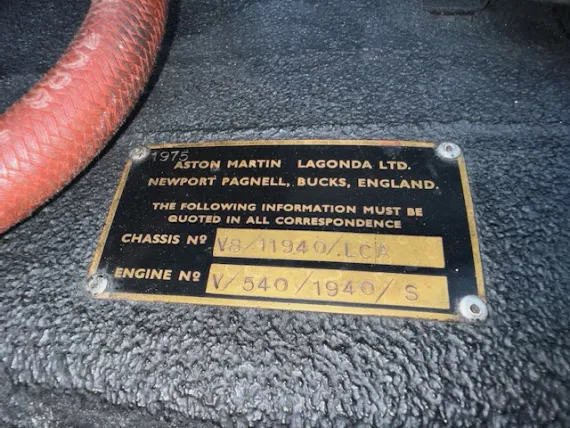 1975
ASTON MARTIN LAGONDA LTD.
NEWPORT PAGNELL, BUCKS, ENGLAND.
THE FOLLOWING INFORMATION MUST BE
QUOTED IN ALL CORRESPONDENCE
CHASSIS Nº V8/11940/.LCA
ENGINE Nº V/540/1940/S